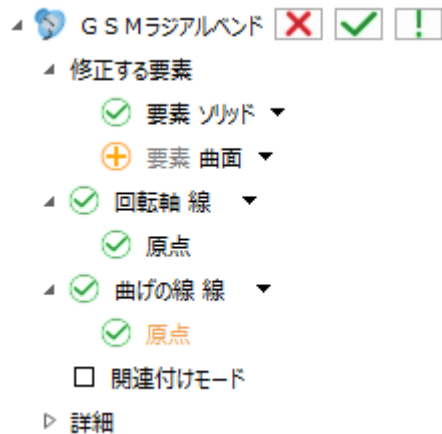 ＧＳＭラジアルベンド
修正する要素
要素 ソリッド
要素 曲面
回転軸 線
原点
曲げの線 線
原点
関連付けモード
詳細